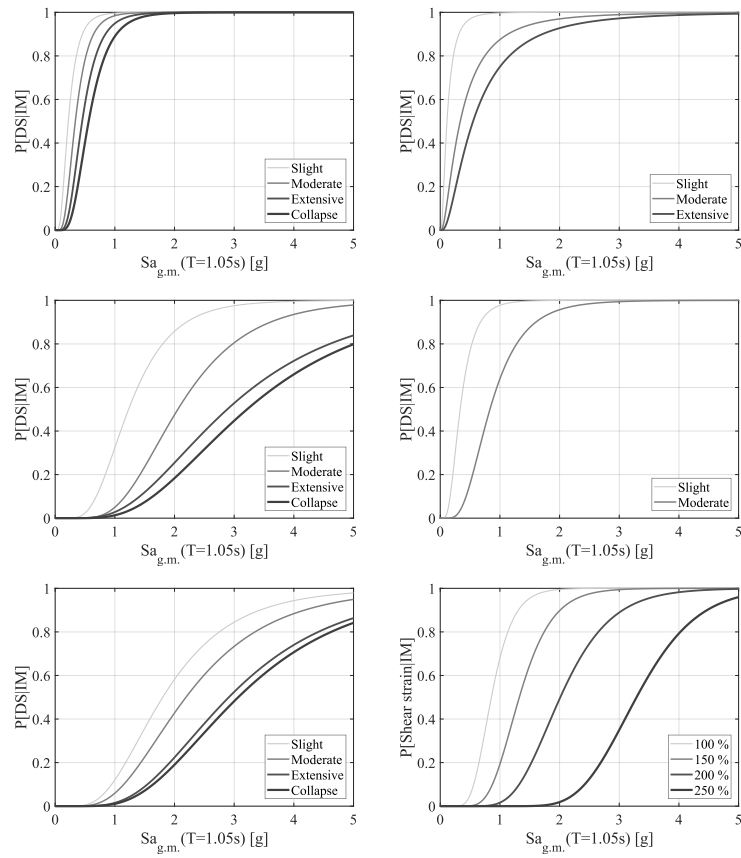 P[DS|IM]
1
0.8
0.6
0.4
0.2
0
Slight
Moderate
Extensive
Collapse
0 1 2 3 4 5
Sa_g.m.(T=1.05s) [g]
P[DS|IM]
1
0.8
0.6
0.4
0.2
0
Slight
Moderate
Extensive
0 1 2 3 4 5
Sa_g.m.(T=1.05s) [g]
P[DS|IM]
1
0.8
0.6
0.4
0.2
0
Slight
Moderate
Extensive
Collapse
0 1 2 3 4 5
Sa_g.m.(T=1.05s) [g]
P[DS|IM]
1
0.8
0.6
0.4
0.2
0
Slight
Moderate
0 1 2 3 4 5
Sa_g.m.(T=1.05s) [g]
P[DS|IM]
1
0.8
0.6
0.4
0.2
0
Slight
Moderate
Extensive
Collapse
0 1 2 3 4 5
Sa_g.m.(T=1.05s) [g]
P[Shear strain|IM]
1
0.8
0.6
0.4
0.2
0
100 %
150 %
200 %
250 %
0 1 2 3 4 5
Sa_g.m.(T=1.05s) [g]